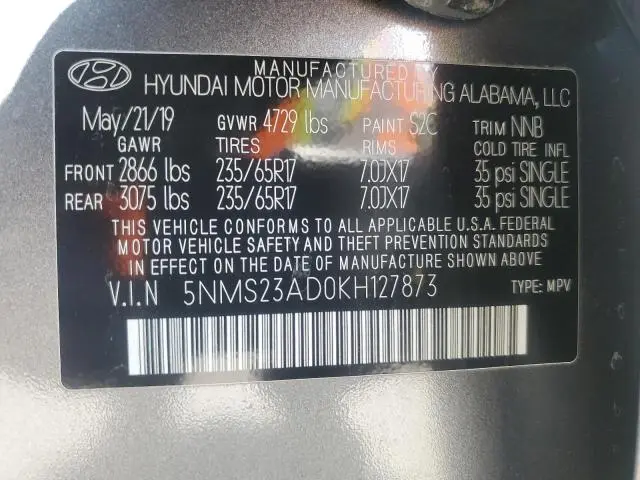 MANUFACTURED BY
HYUNDAI MOTOR MANUFACTURING ALABAMA, LLC
May/21/19 GVWR 4729 lbs PAINT S2C TRIM NNB
GAWR TIRES RIMS COLD TIRE INFL
FRONT 2866 lbs 235/65R17 7.0JX17 35 psi SINGLE
REAR 3075 lbs 235/65R17 7.0JX17 35 psi SINGLE
THIS VEHICLE CONFORMS TO ALL APPLICABLE U.S.A. FEDERAL
MOTOR VEHICLE SAFETY AND THEFT PREVENTION STANDARDS
IN EFFECT ON THE DATE OF MANUFACTURE SHOWN ABOVE
V.I.N 5NMS23AD0KH127873 TYPE: MPV